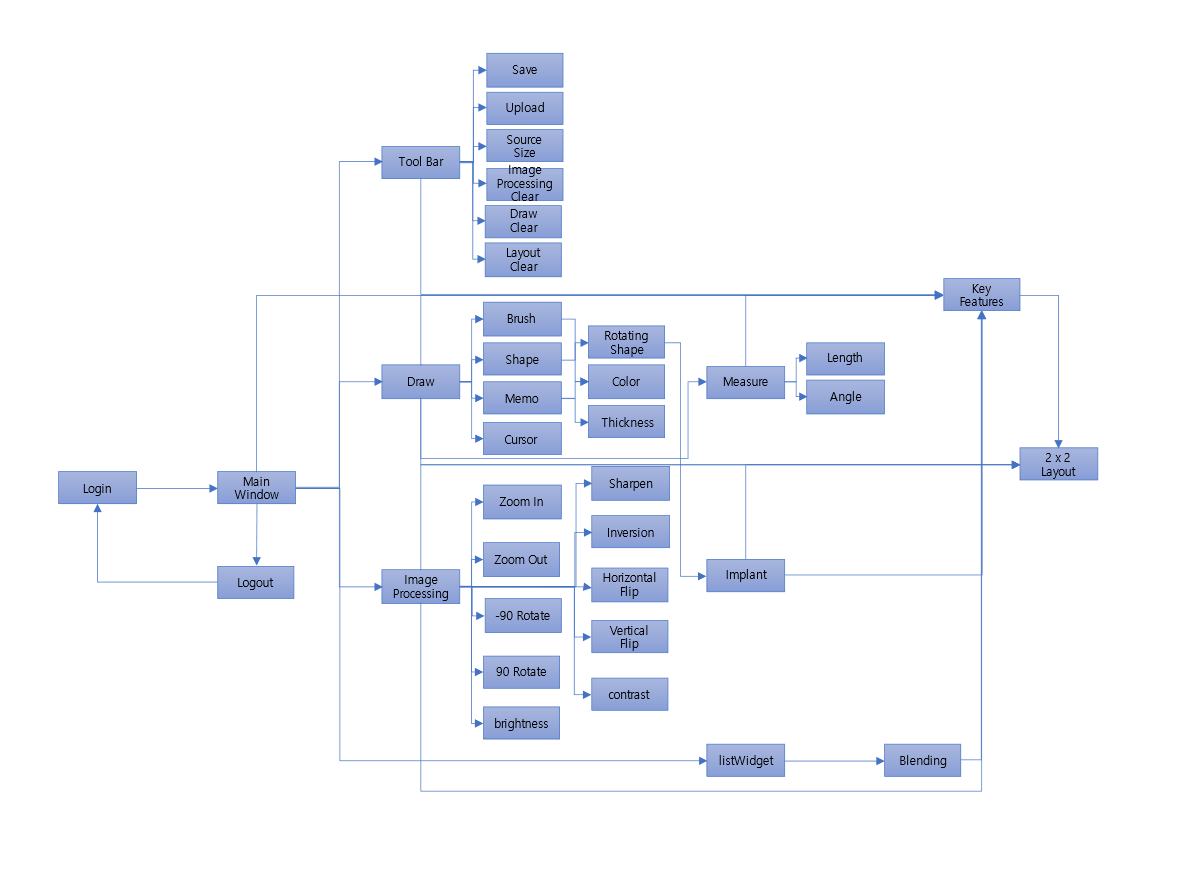 Save
Upload
Source
Size
Tool Bar
Image
Processing
Clear
Draw
Clear
Layout
Clear
Key
Features
Brush
Rotating
Shape
Shape
Length
Draw
Color
Measure
Memo
Angle
Thickness
Cursor
2 x 2
Layout
Login
Main
Window
Sharpen
Zoom In
Inversion
Zoom Out
Logout
Image
Processing
Horizontal
Flip
Implant
-90 Rotate
Vertical
Flip
90 Rotate
contrast
brightness
listWidget
Blending